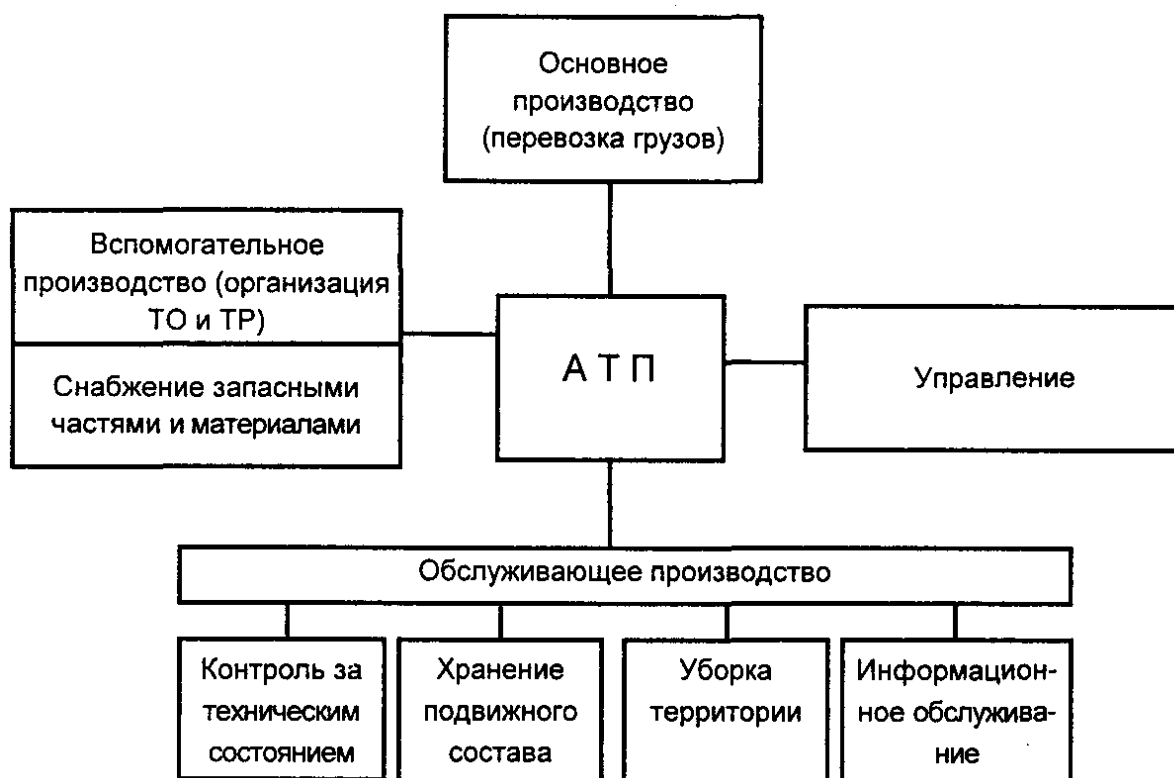 Основное
производство
(перевозка грузов)
Вспомогательное
производство (организация
ТО и ТР)
Снабжение запасными
частями и материалами
А Т П
Управление
Обслуживающее производство
Контроль за
техническим
состоянием
Хранение
подвижного
состава
Уборка
территории
Информацион-
ное обслужива-
ние